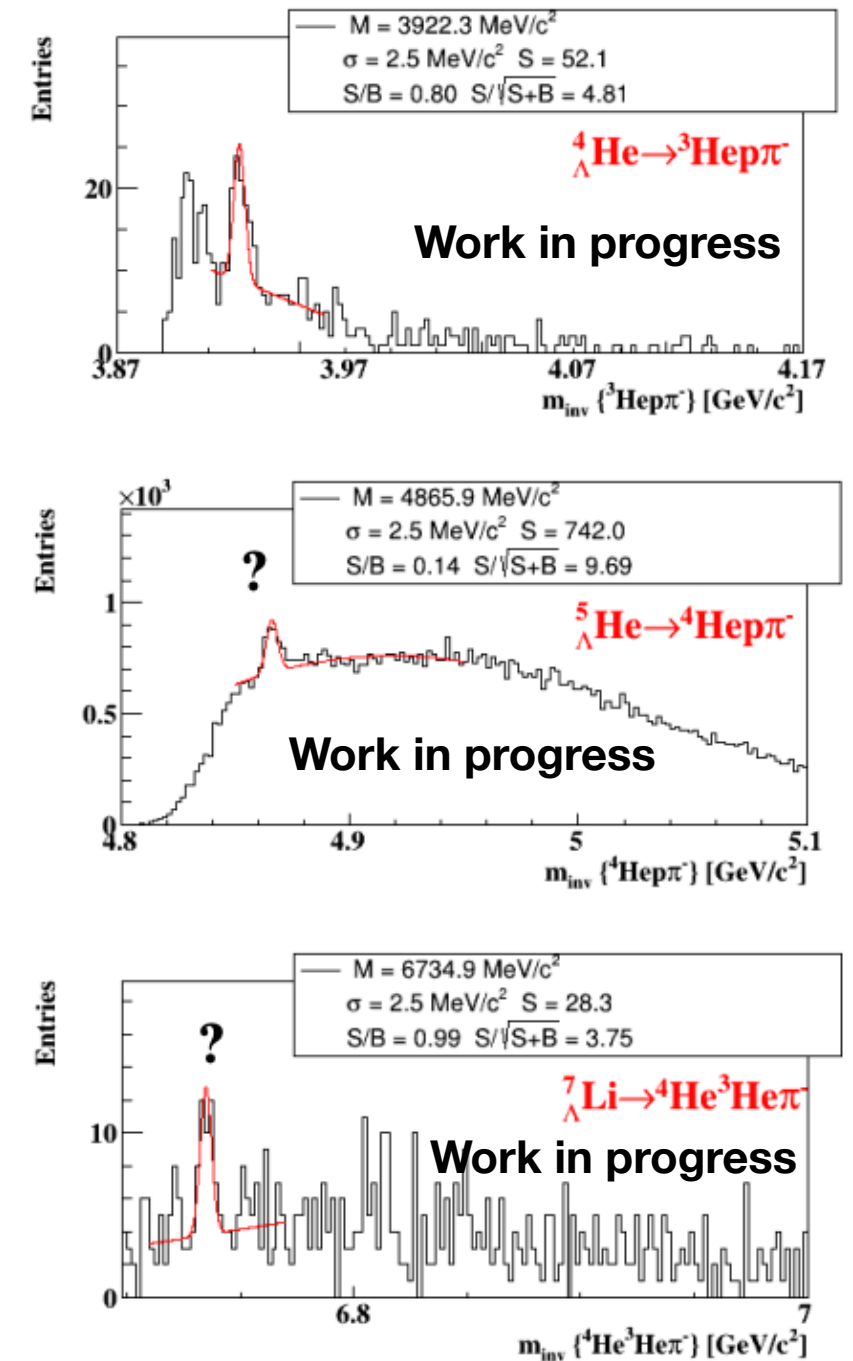 M = 3922.3 MeV/c²
σ = 2.5 MeV/c² S = 52.1
S/B = 0.80 S/√S+B = 4.81
Entries
⁴ΛHe→³Hepπ⁻
20
Work in progress
0
3.87 3.97 4.07 4.17
m_inv {³Hepπ⁻} [GeV/c²]
×10³
M = 4865.9 MeV/c²
σ = 2.5 MeV/c² S = 742.0
S/B = 0.14 S/√S+B = 9.69
Entries
?
1
⁵ΛHe→⁴Hepπ⁻
0.5
Work in progress
0
4.8 4.9 5 5.1
m_inv {⁴Hepπ⁻} [GeV/c²]
M = 6734.9 MeV/c²
σ = 2.5 MeV/c² S = 28.3
S/B = 0.99 S/√S+B = 3.75
Entries
?
⁷ΛLi→⁴He³Heπ⁻
10
Work in progress
0
6.8 7
m_inv {⁴He³Heπ⁻} [GeV/c²]